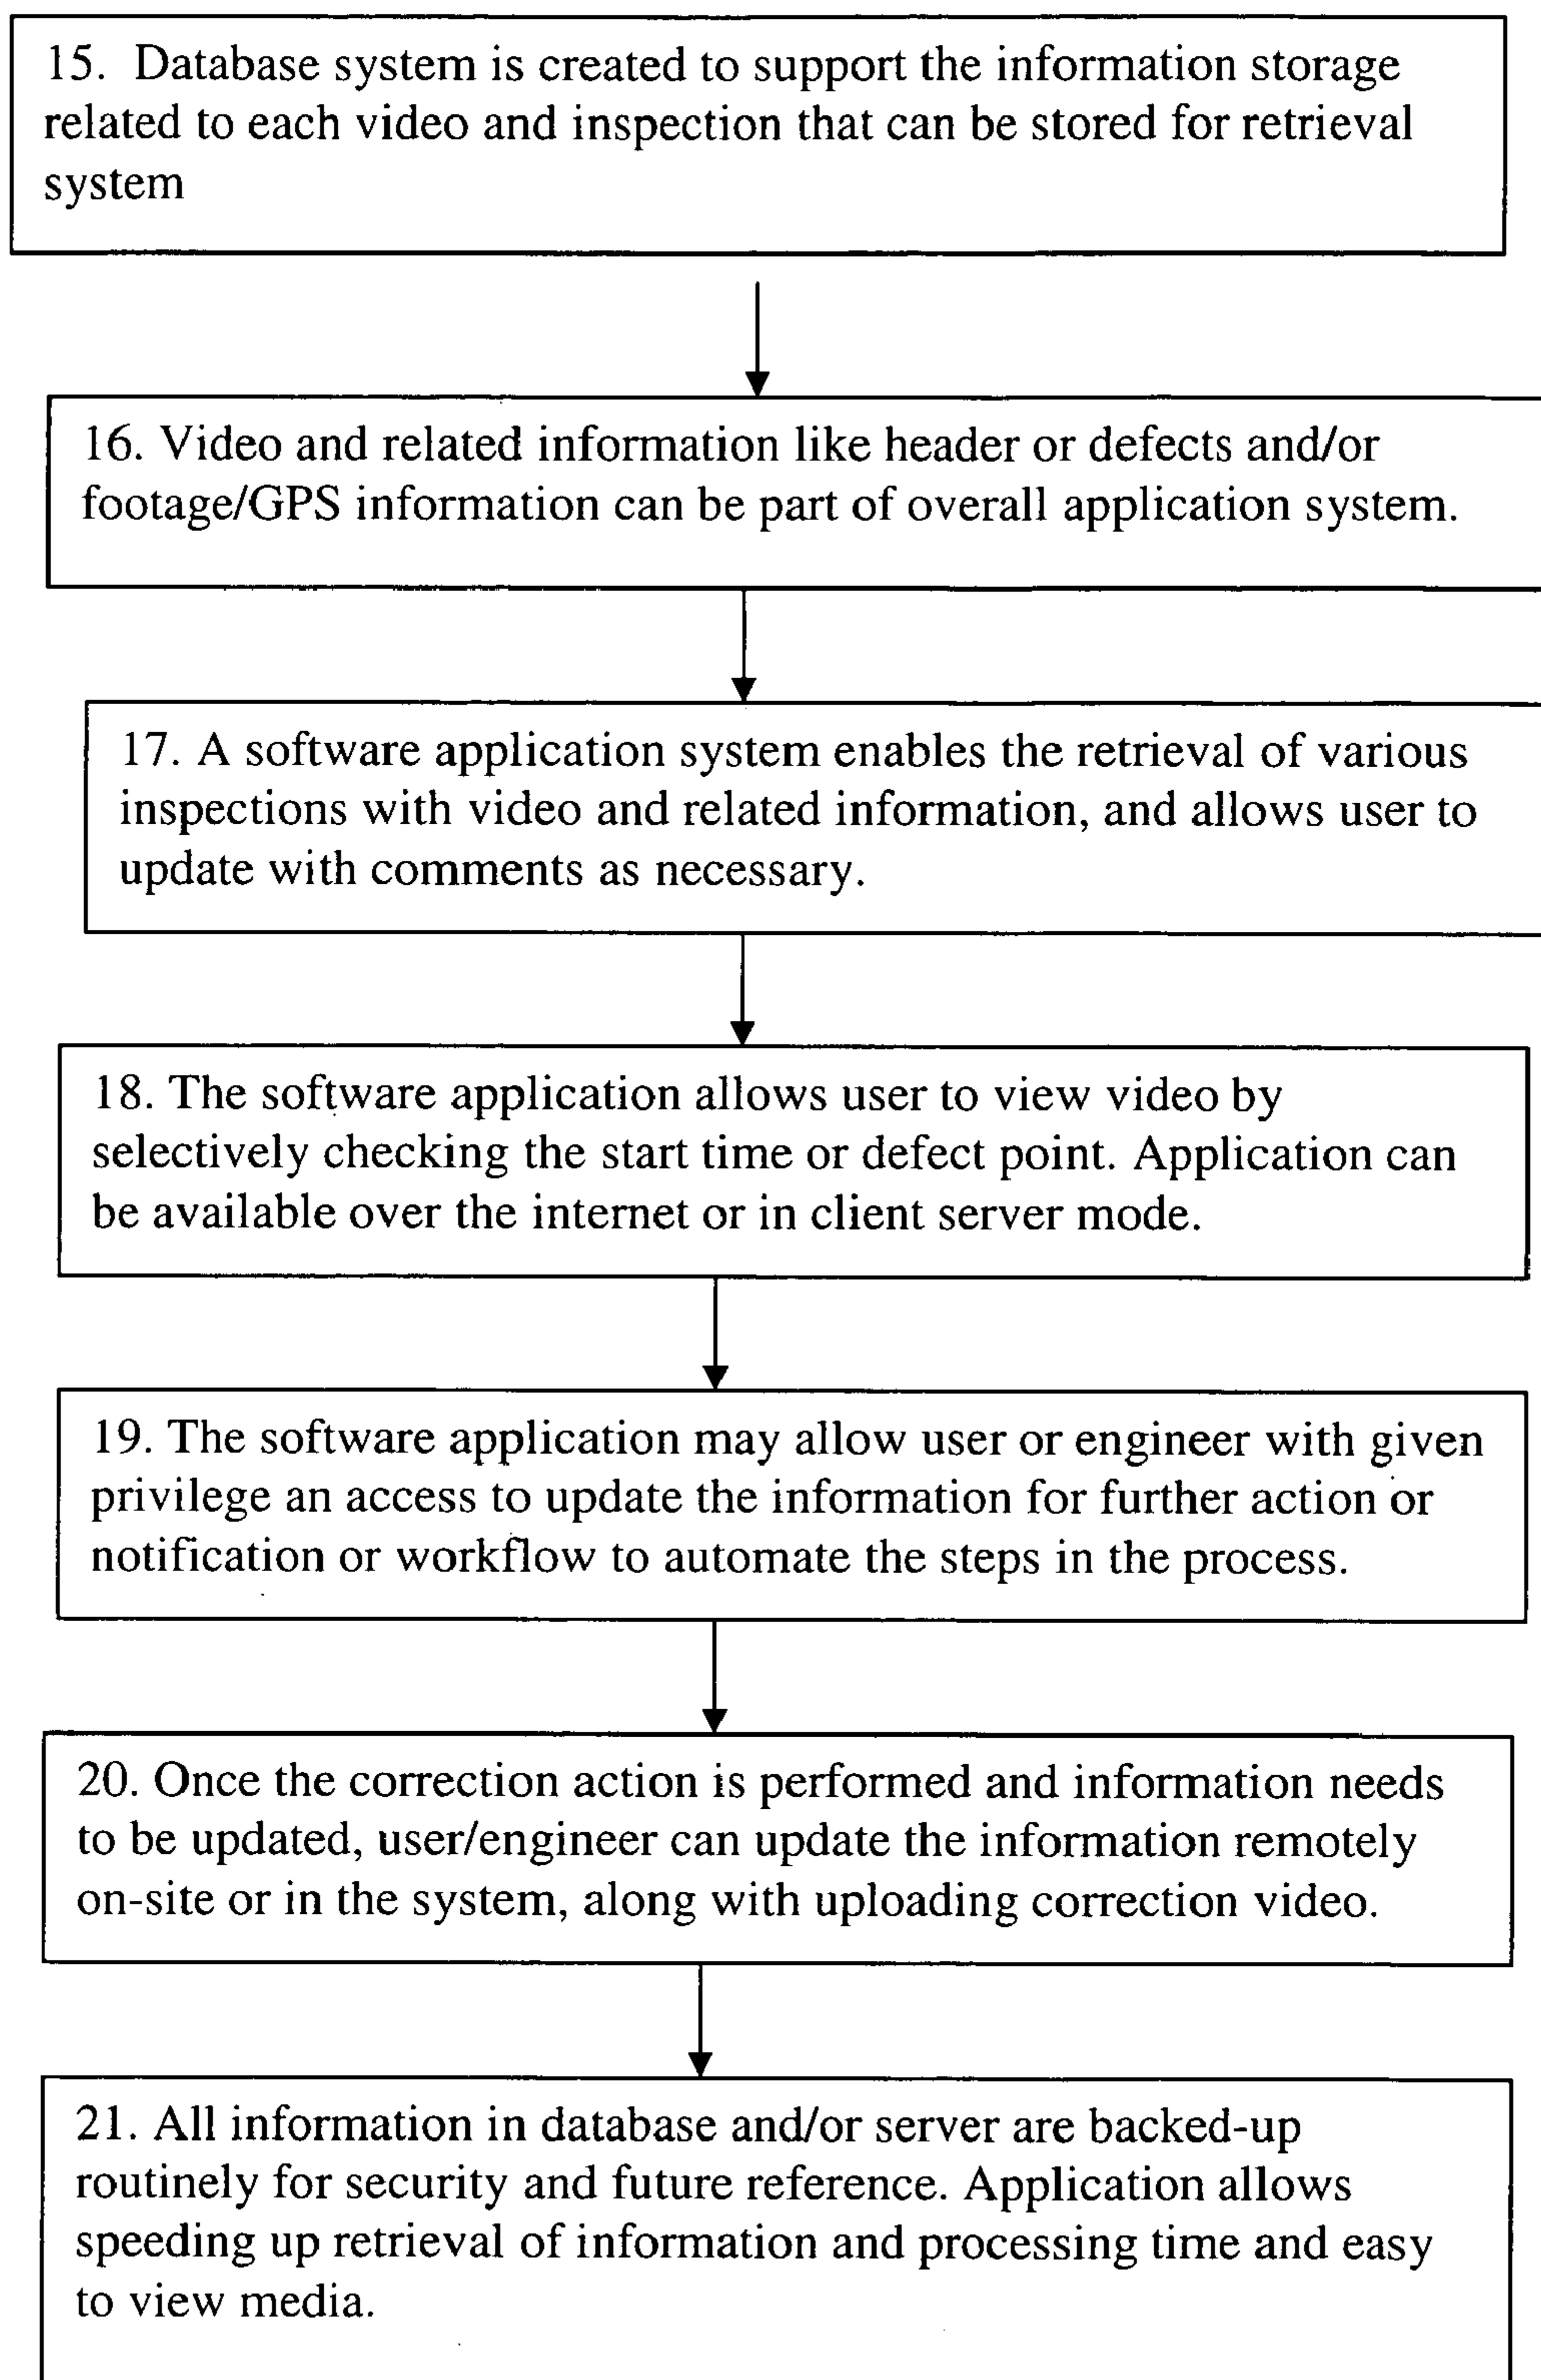 15. Database system is created to support the information storage
related to each video and inspection that can be stored for retrieval
system
16. Video and related information like header or defects and/or
footage/GPS information can be part of overall application system.
17. A software application system enables the retrieval of various
inspections with video and related information, and allows user to
update with comments as necessary.
18. The software application allows user to view video by
selectively checking the start time or defect point. Application can
be available over the internet or in client server mode.
19. The software application may allow user or engineer with given
privilege an access to update the information for further action or
notification or workflow to automate the steps in the process.
20. Once the correction action is performed and information needs
to be updated, user/engineer can update the information remotely
on-site or in the system, along with uploading correction video.
21. All information in database and/or server are backed-up
routinely for security and future reference. Application allows
speeding up retrieval of information and processing time and easy
to view media.